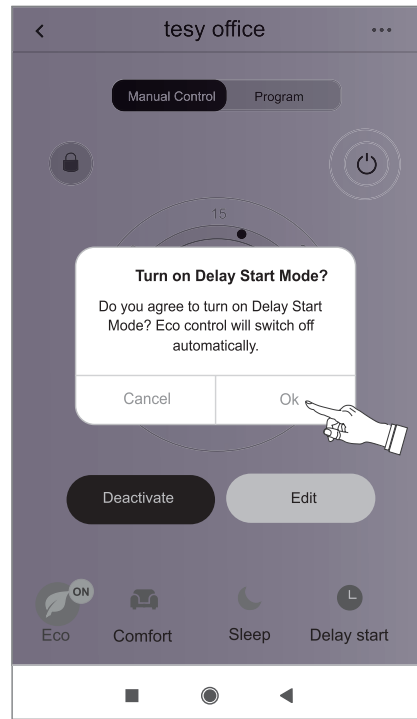 tesy office
Manual Control Program
15
Turn on Delay Start Mode?
Do you agree to turn on Delay Start
Mode? Eco control will switch off
automatically.
Cancel Ok
Deactivate Edit
ON
Eco Comfort Sleep Delay start